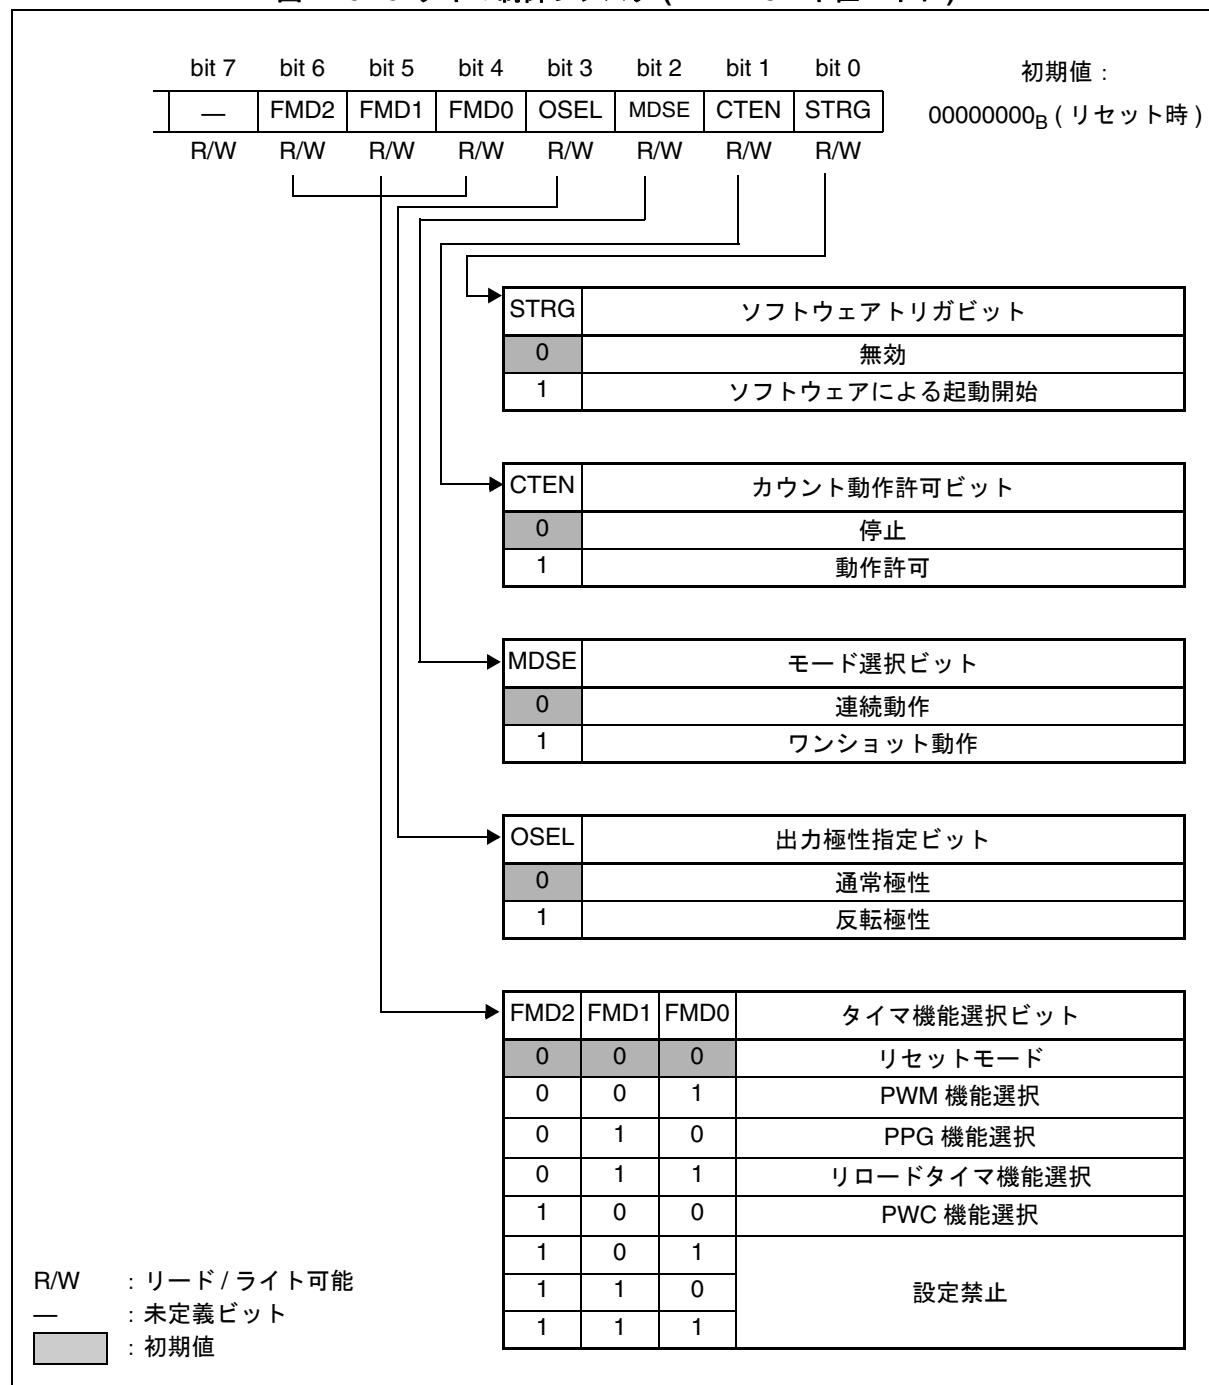 bit 7 bit 6 bit 5 bit 4 bit 3 bit 2 bit 1 bit 0 初期値 :
— FMD2 FMD1 FMD0 OSEL MDSE CTEN STRG 00000000B ( リセット時 )
R/W R/W R/W R/W R/W R/W R/W R/W
STRG ソフトウェアトリガビット
0 無効
1 ソフトウェアによる起動開始
CTEN カウント動作許可ビット
0 停止
1 動作許可
MDSE モード選択ビット
0 連続動作
1 ワンショット動作
OSEL 出力極性指定ビット
0 通常極性
1 反転極性
FMD2 FMD1 FMD0 タイマ機能選択ビット
0 0 0 リセットモード
0 0 1 PWM 機能選択
0 1 0 PPG 機能選択
0 1 1 リロードタイマ機能選択
1 0 0 PWC 機能選択
1 0 1
1 1 0 設定禁止
1 1 1
R/W : リード / ライト可能
— : 未定義ビット
: 初期値